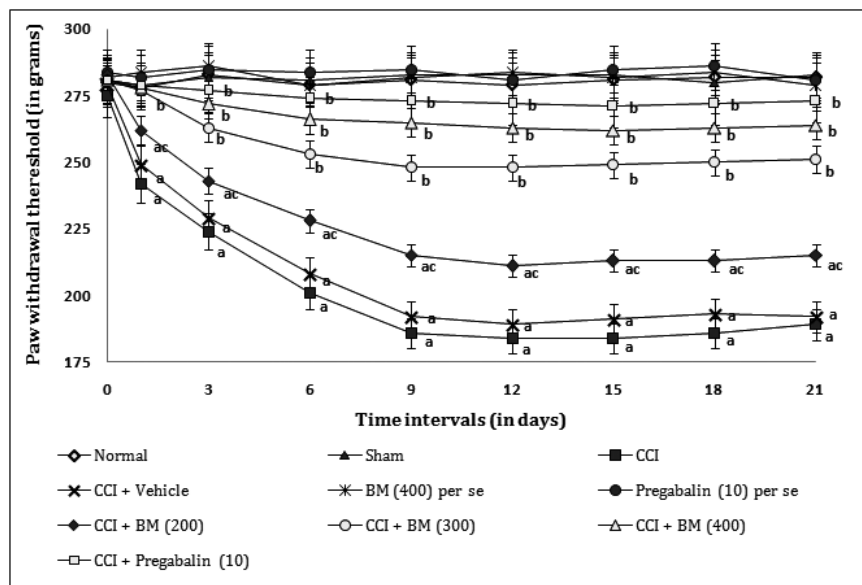 Paw withdrawal thereshold (in grams)
300
275
250
225
200
175
b b b b b b b b
b b b b b b b
b b b b b b b
ac ac ac ac ac ac ac ac
a a a a a a a a
a a a a a a a a
0 3 6 9 12 15 18 21
Time intervals (in days)
Normal Sham CCI
CCI + Vehicle BM (400) per se Pregabalin (10) per se
CCI + BM (200) CCI + BM (300) CCI + BM (400)
CCI + Pregabalin (10)